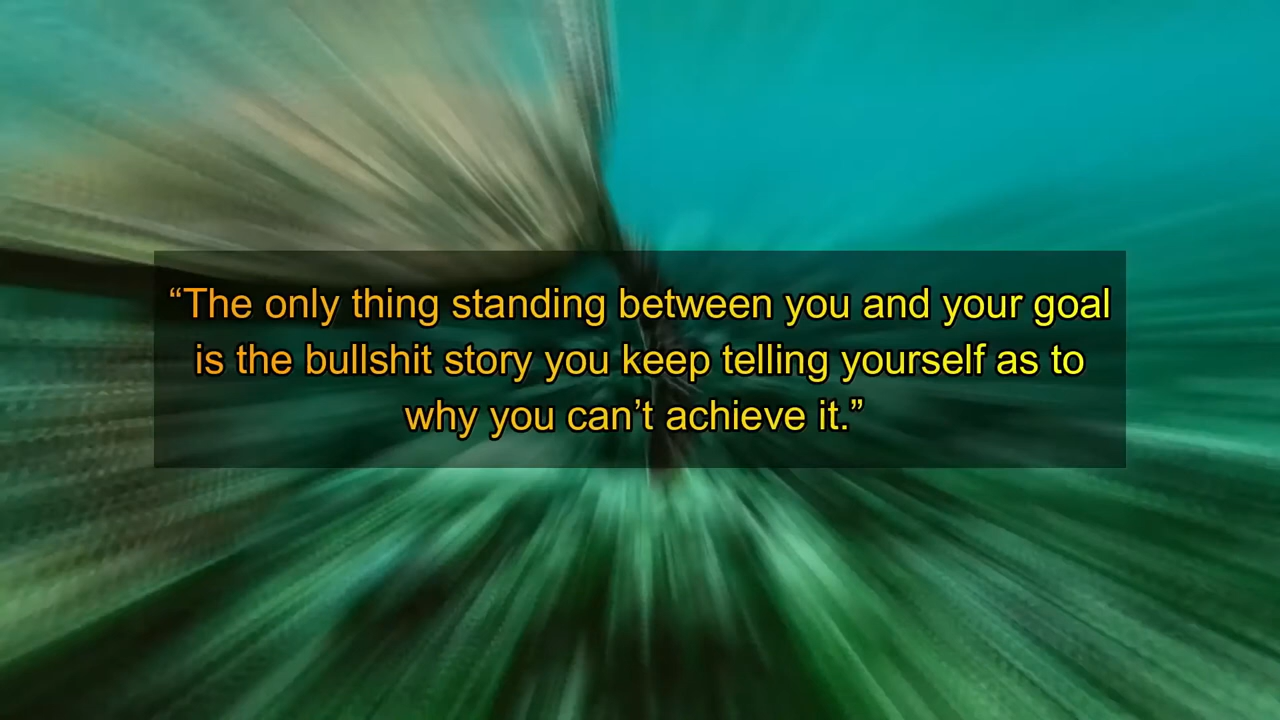 “The only thing standing between you and your goal
is the bullshit story you keep telling yourself as to
why you can’t achieve it.”